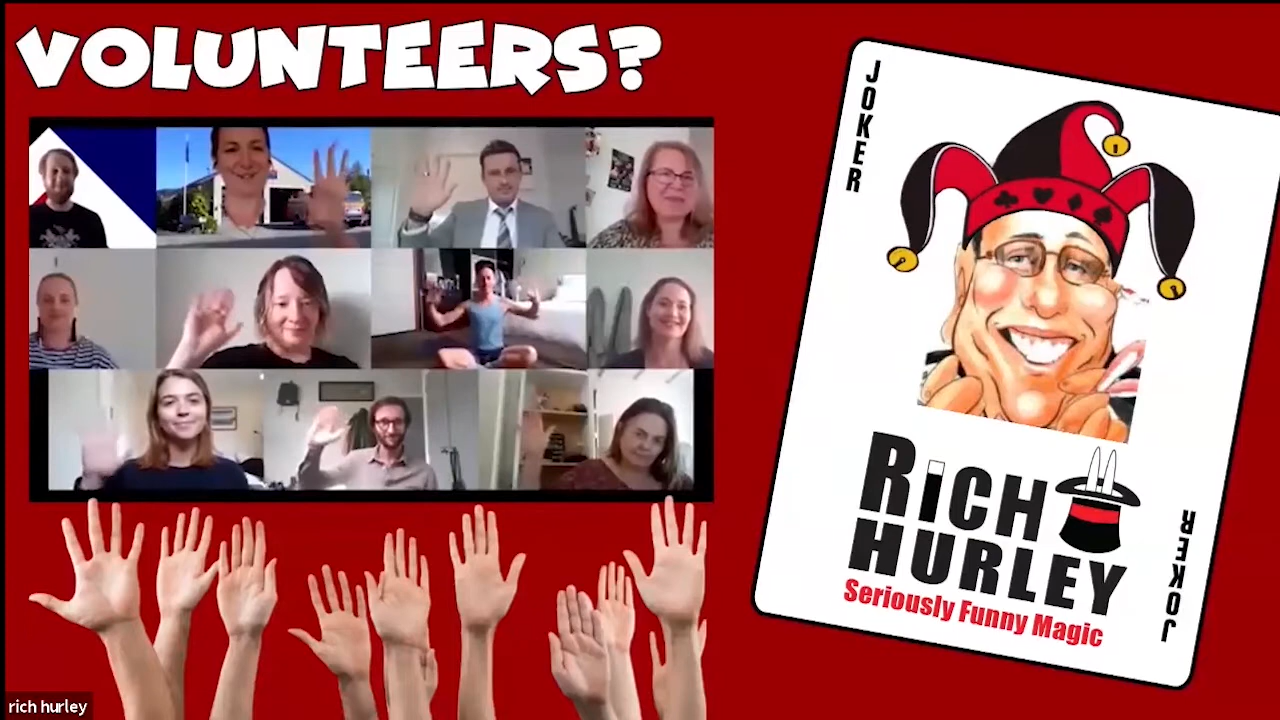 VOLUNTEERS?
JOKER
RICH
HURLEY
Seriously Funny Magic
JOKER
rich hurley